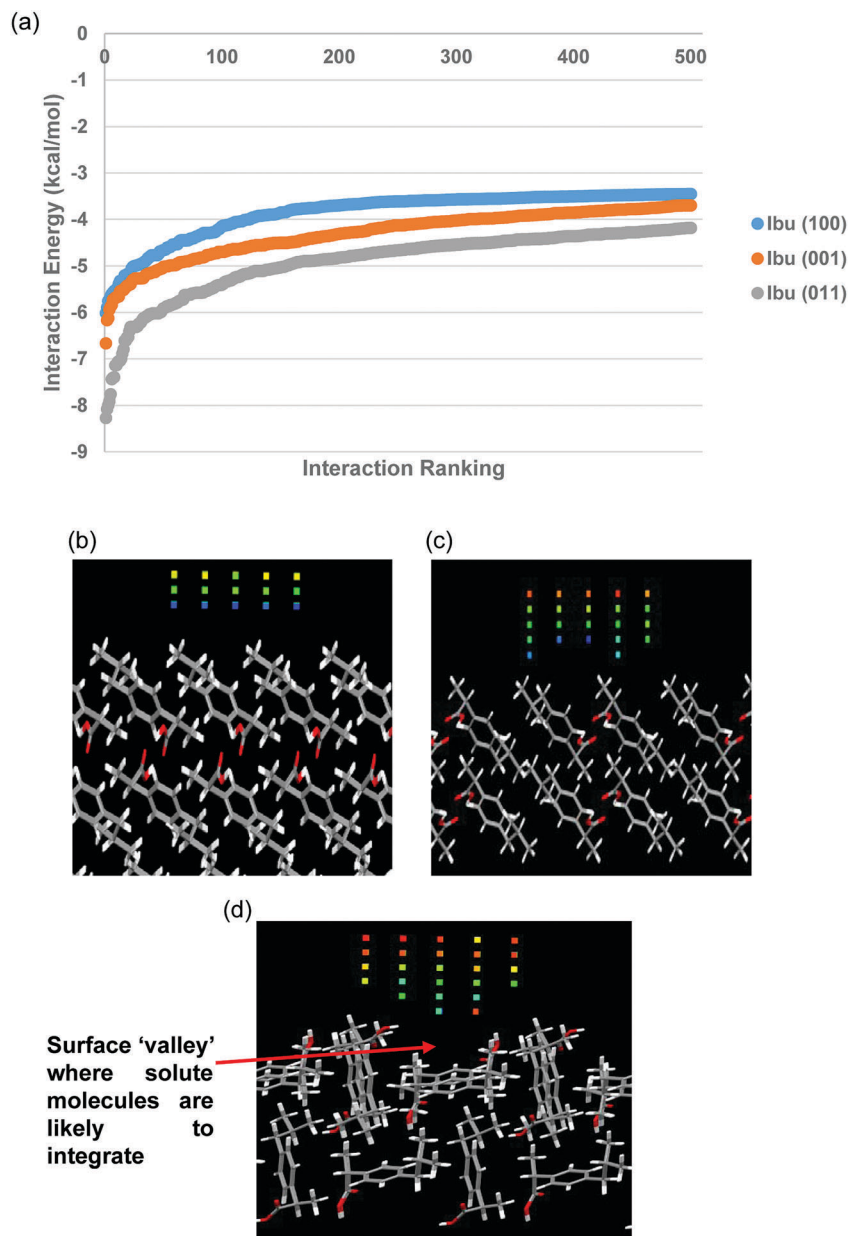 (a)
0
0
100
200
300
400
500
-1
-2
-3
-4
-5
-6
-7
-8
-9
Interaction Energy (kcal/mol)
Interaction Ranking
Ibu (100)
Ibu (001)
Ibu (011)
(b)
(c)
(d)
Surface ‘valley’
where solute
molecules are
likely to
integrate